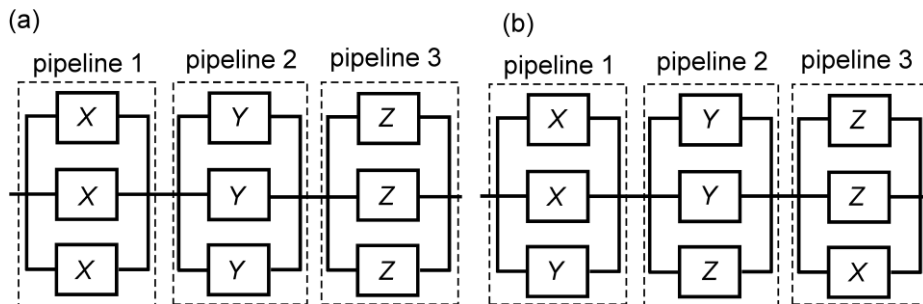 (a)
pipeline 1 pipeline 2 pipeline 3
X Y Z
X Y Z
X Y Z
(b)
pipeline 1 pipeline 2 pipeline 3
X Y Z
X Y Z
Y Z X